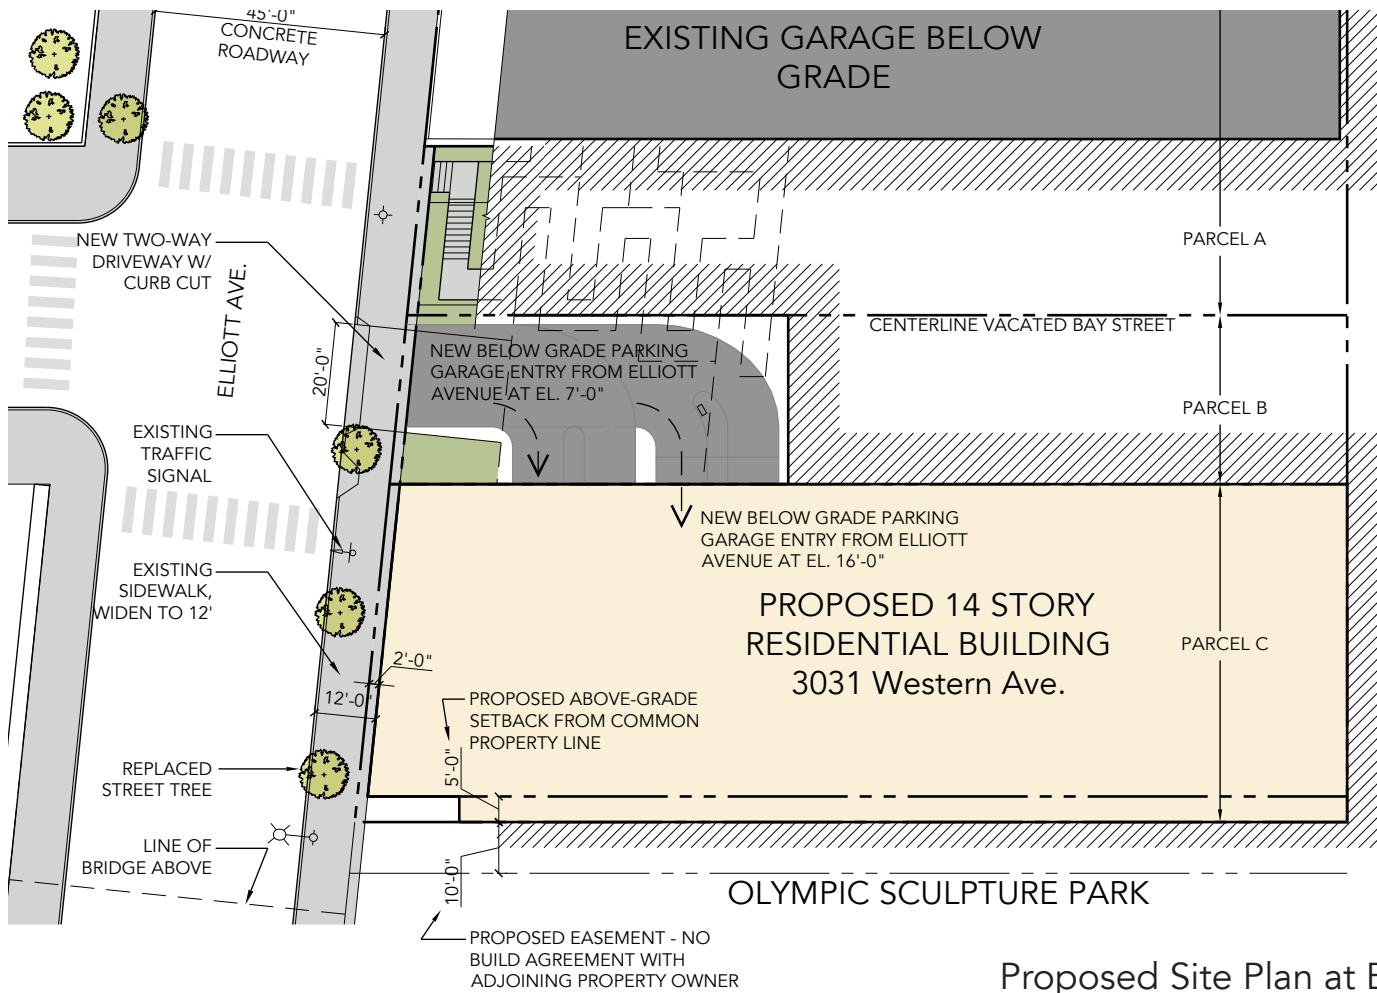 45'-0"
CONCRETE
ROADWAY
EXISTING GARAGE BELOW
GRADE
NEW TWO-WAY
DRIVEWAY W/
CURB CUT
ELLIOTT AVE.
20'-0"
PARCEL A
CENTERLINE VACATED BAY STREET
NEW BELOW GRADE PARKING
GARAGE ENTRY FROM ELLIOTT
AVENUE AT EL. 7'-0"
PARCEL B
EXISTING
TRAFFIC
SIGNAL
NEW BELOW GRADE PARKING
GARAGE ENTRY FROM ELLIOTT
AVENUE AT EL. 16'-0"
EXISTING
SIDEWALK,
WIDEN TO 12'
PROPOSED 14 STORY
RESIDENTIAL BUILDING
3031 Western Ave.
PARCEL C
2'-0"
12'-0"
PROPOSED ABOVE-GRADE
SETBACK FROM COMMON
PROPERTY LINE
5'-0"
REPLACED
STREET TREE
LINE OF
BRIDGE ABOVE
10'-0"
OLYMPIC SCULPTURE PARK
PROPOSED EASEMENT - NO
BUILD AGREEMENT WITH
ADJOINING PROPERTY OWNER
Proposed Site Plan at